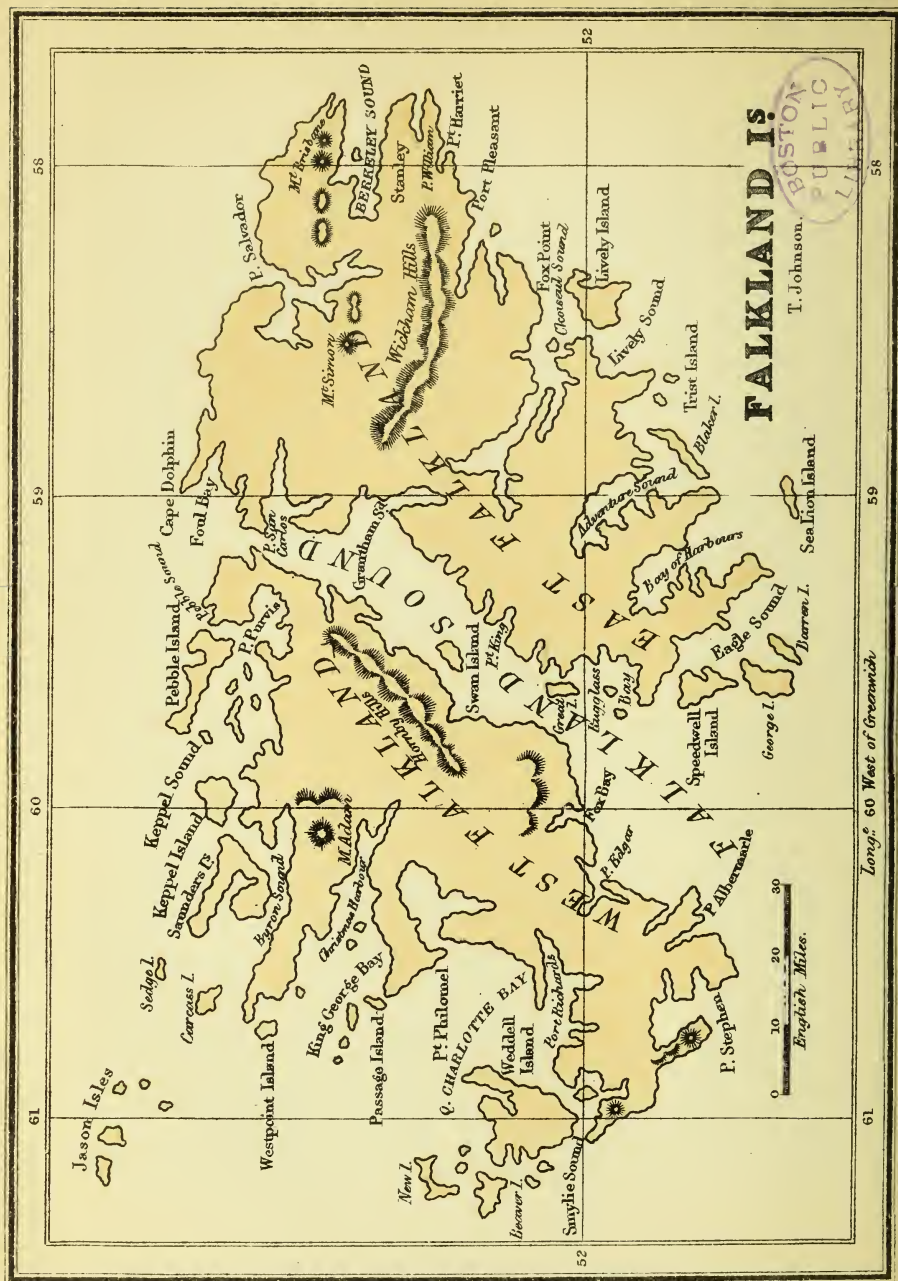 52
61
60
59
58
Jason Isles
Sedge I.
Carcass I.
Westpoint Island
Saunders Is
Keppel Island
Keppel Sound
Pebble Island
Pebble Sound
P. Purvis
Byron Sound
Mt. Adam
Christmas Harbour
King George Bay
Passage Island
Pt. Philomel
Q. CHARLOTTE BAY
Weddell
Island
Port Richards
New I.
Beaver I.
Smylie Sound
P. Stephen
P. Albermarle
P. Edgar
Fox Bay
Hornby Hills
WEST FALKLAND
FALKLAND SOUND
Swan Island
Great
I.
Pt. King
Grantham Sd.
P. San
Carlos
Foul Bay
Cape Dolphin
P. Salvador
Mt. Brisbane
BERKELEY SOUND
Stanley
P. William
Pt. Harriet
Port Pleasant
Mt. Simon
Wickham Hills
EAST FALKLAND
Fox Point
Choiseul Sound
Lively Island
Lively Sound
Trist Island
Bleaker I.
Adventure Sound
Bay of Harbours
Eagle Sound
Barren I.
George I.
Speedwell
Island
Eagglass
Bay
Sea Lion Island
FALKLAND Is.
T. Johnson.
BOSTON
PUBLIC
LIBRARY
0 10 20 30
English Miles.
52
61
Long.e 60 West of Greenwich
59
58